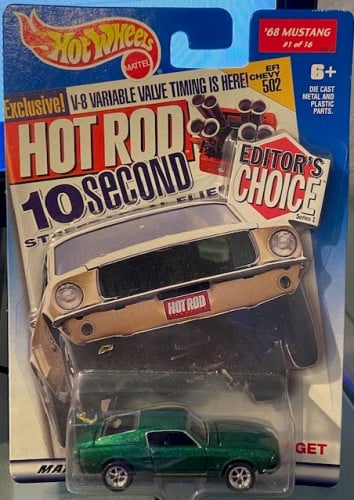 Hot Wheels
MATTEL
'68 MUSTANG
#1 of 16
6+
DIE CAST
METAL AND
PLASTIC
PARTS.
Exclusive! V-8 VARIABLE VALVE TIMING IS HERE!
EFI
CHEVY
502
HOT ROD
10 SECOND
EDITOR'S
CHOICE
Series 1
HOT ROD
GET